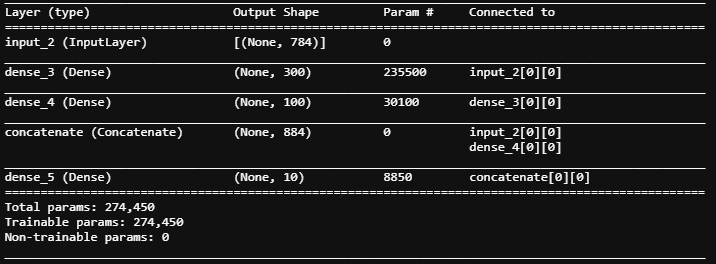 Layer (type) Output Shape Param # Connected to
input_2 (InputLayer) [(None, 784)] 0
dense_3 (Dense) (None, 300) 235500 input_2[0][0]
dense_4 (Dense) (None, 100) 30100 dense_3[0][0]
concatenate (Concatenate) (None, 884) 0 input_2[0][0]
dense_4[0][0]
dense_5 (Dense) (None, 10) 8850 concatenate[0][0]
Total params: 274,450
Trainable params: 274,450
Non-trainable params: 0